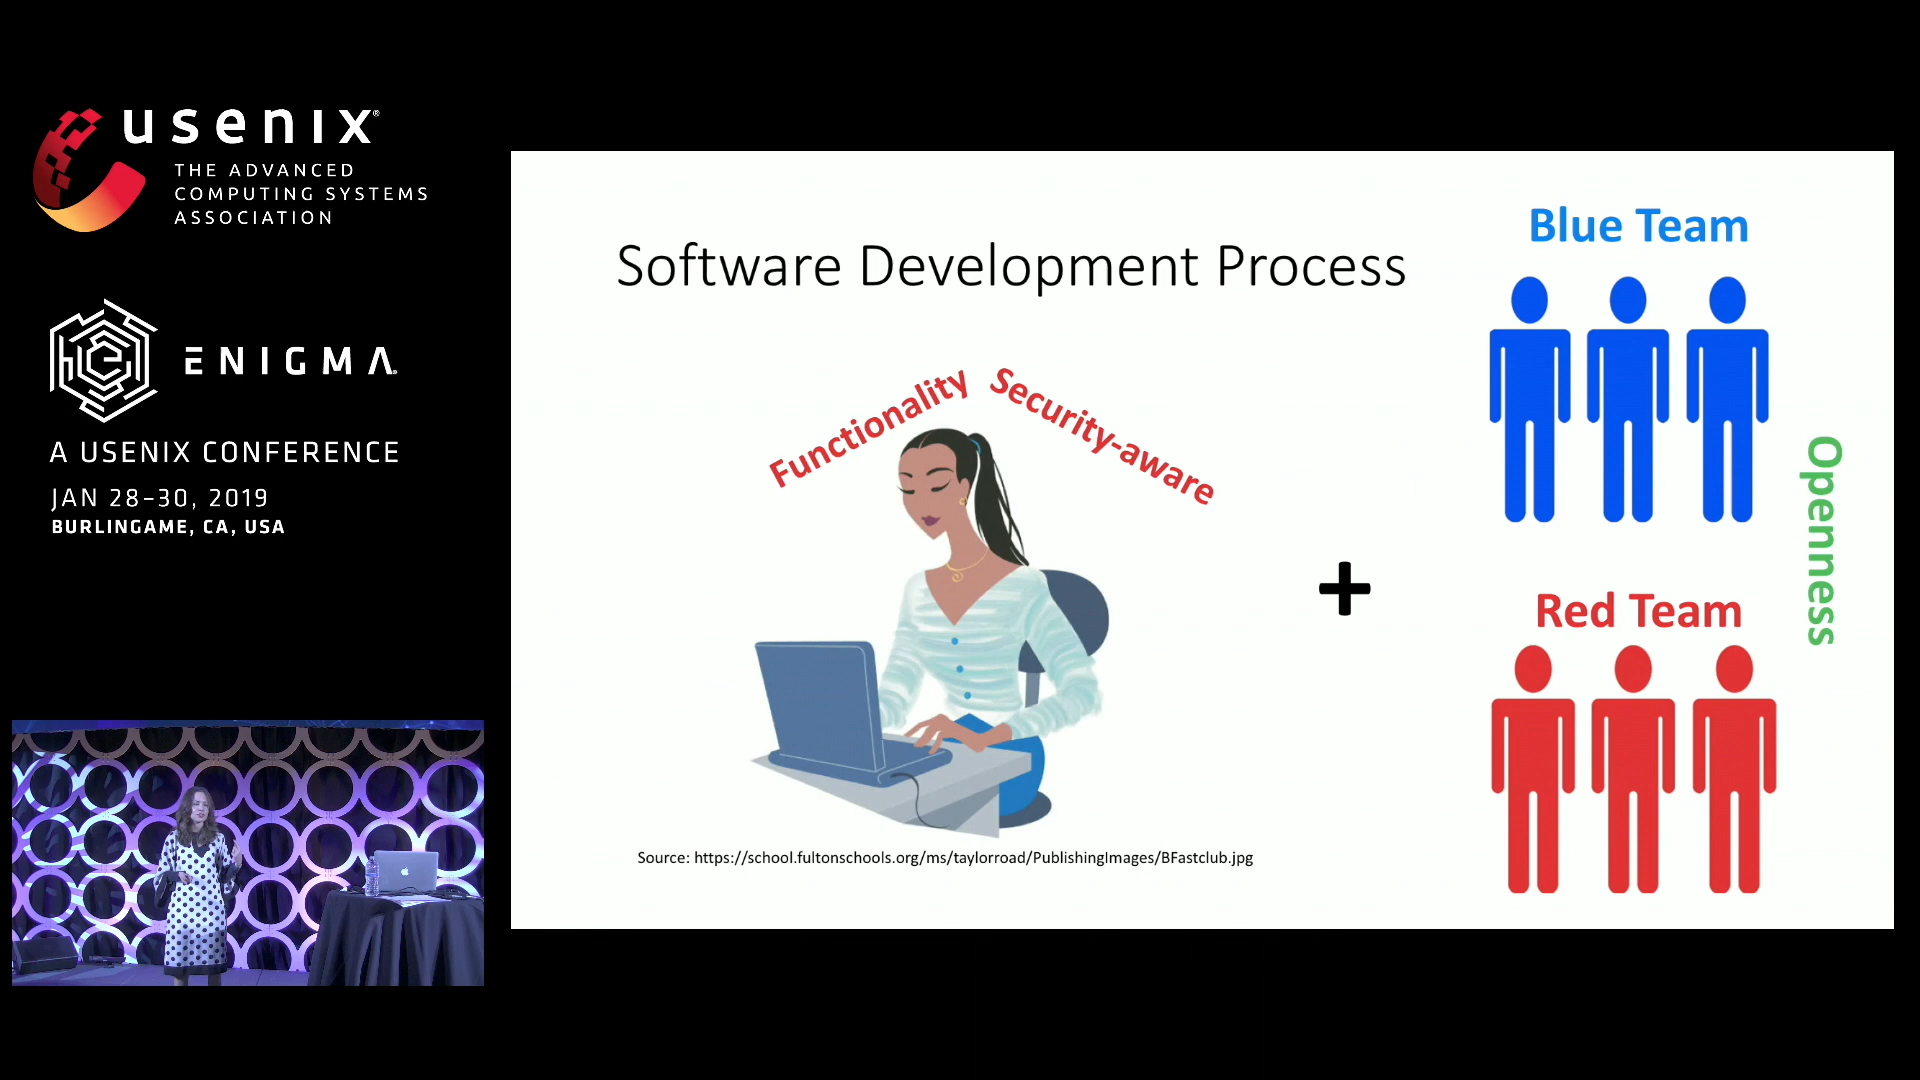 usenix®
THE ADVANCED
COMPUTING SYSTEMS
ASSOCIATION
ENIGMA®
A USENIX CONFERENCE
JAN 28–30, 2019
BURLINGAME, CA, USA
Software Development Process
Functionality
Security-aware
Source: https://school.fultonschools.org/ms/taylorroad/PublishingImages/BFastclub.jpg
+
Blue Team
Red Team
Openness